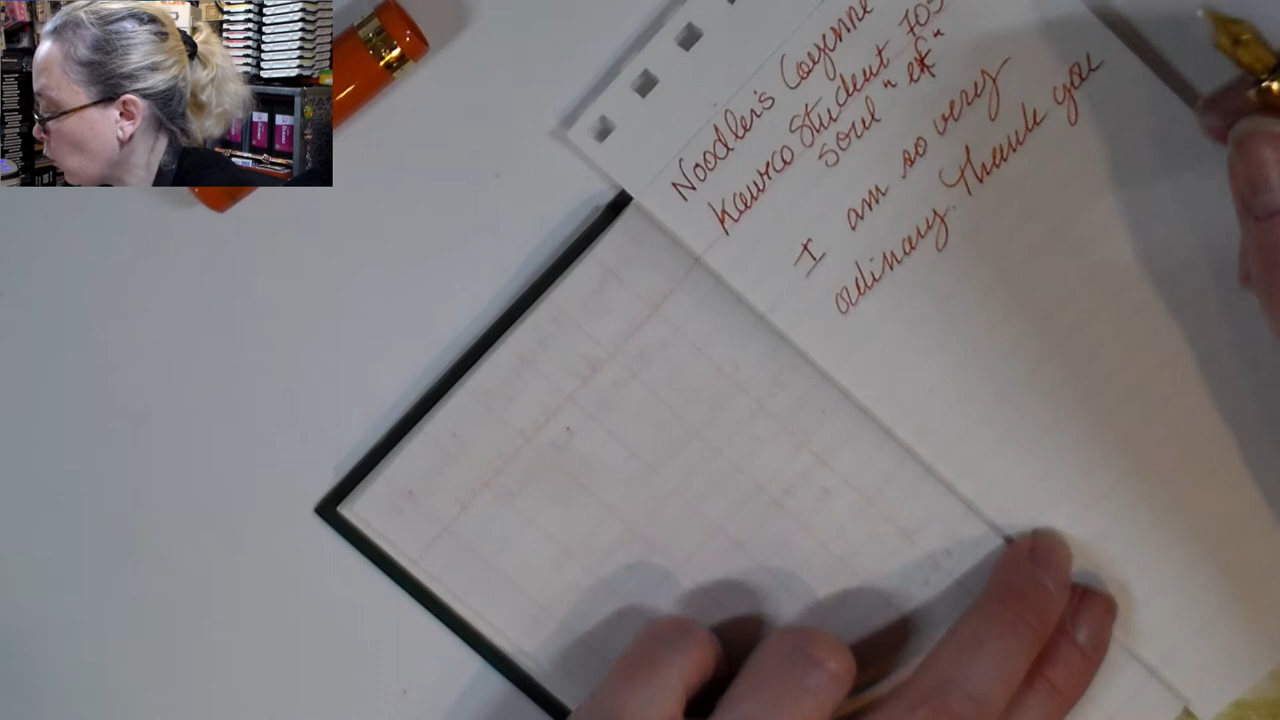 Noodler's Cayenne
Kaweco Student 70s
soul "ef"
I am so very
ordinary. Thank you